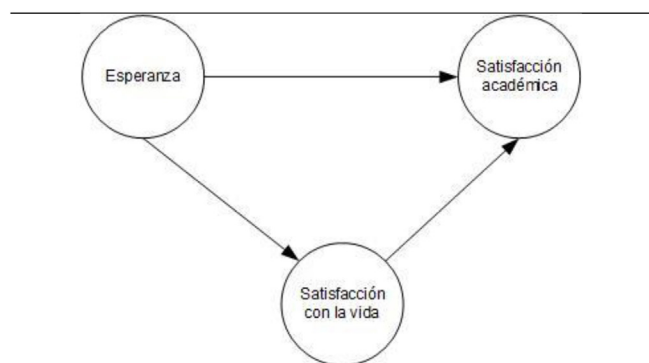 Esperanza
Satisfacción
académica
Satisfacción
con la vida